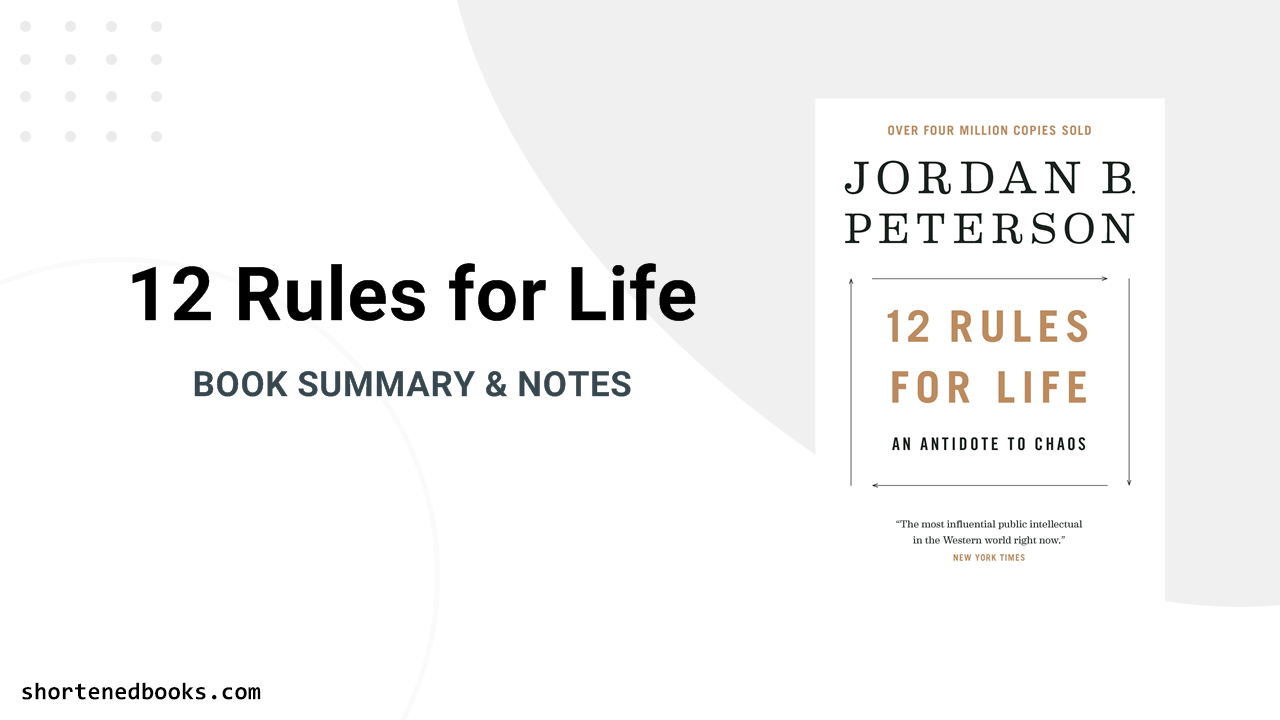 12 Rules for Life
BOOK SUMMARY & NOTES
OVER FOUR MILLION COPIES SOLD
JORDAN B.
PETERSON
12 RULES
FOR LIFE
AN ANTIDOTE TO CHAOS
“The most influential public intellectual
in the Western world right now.”
NEW YORK TIMES
shortenedbooks.com